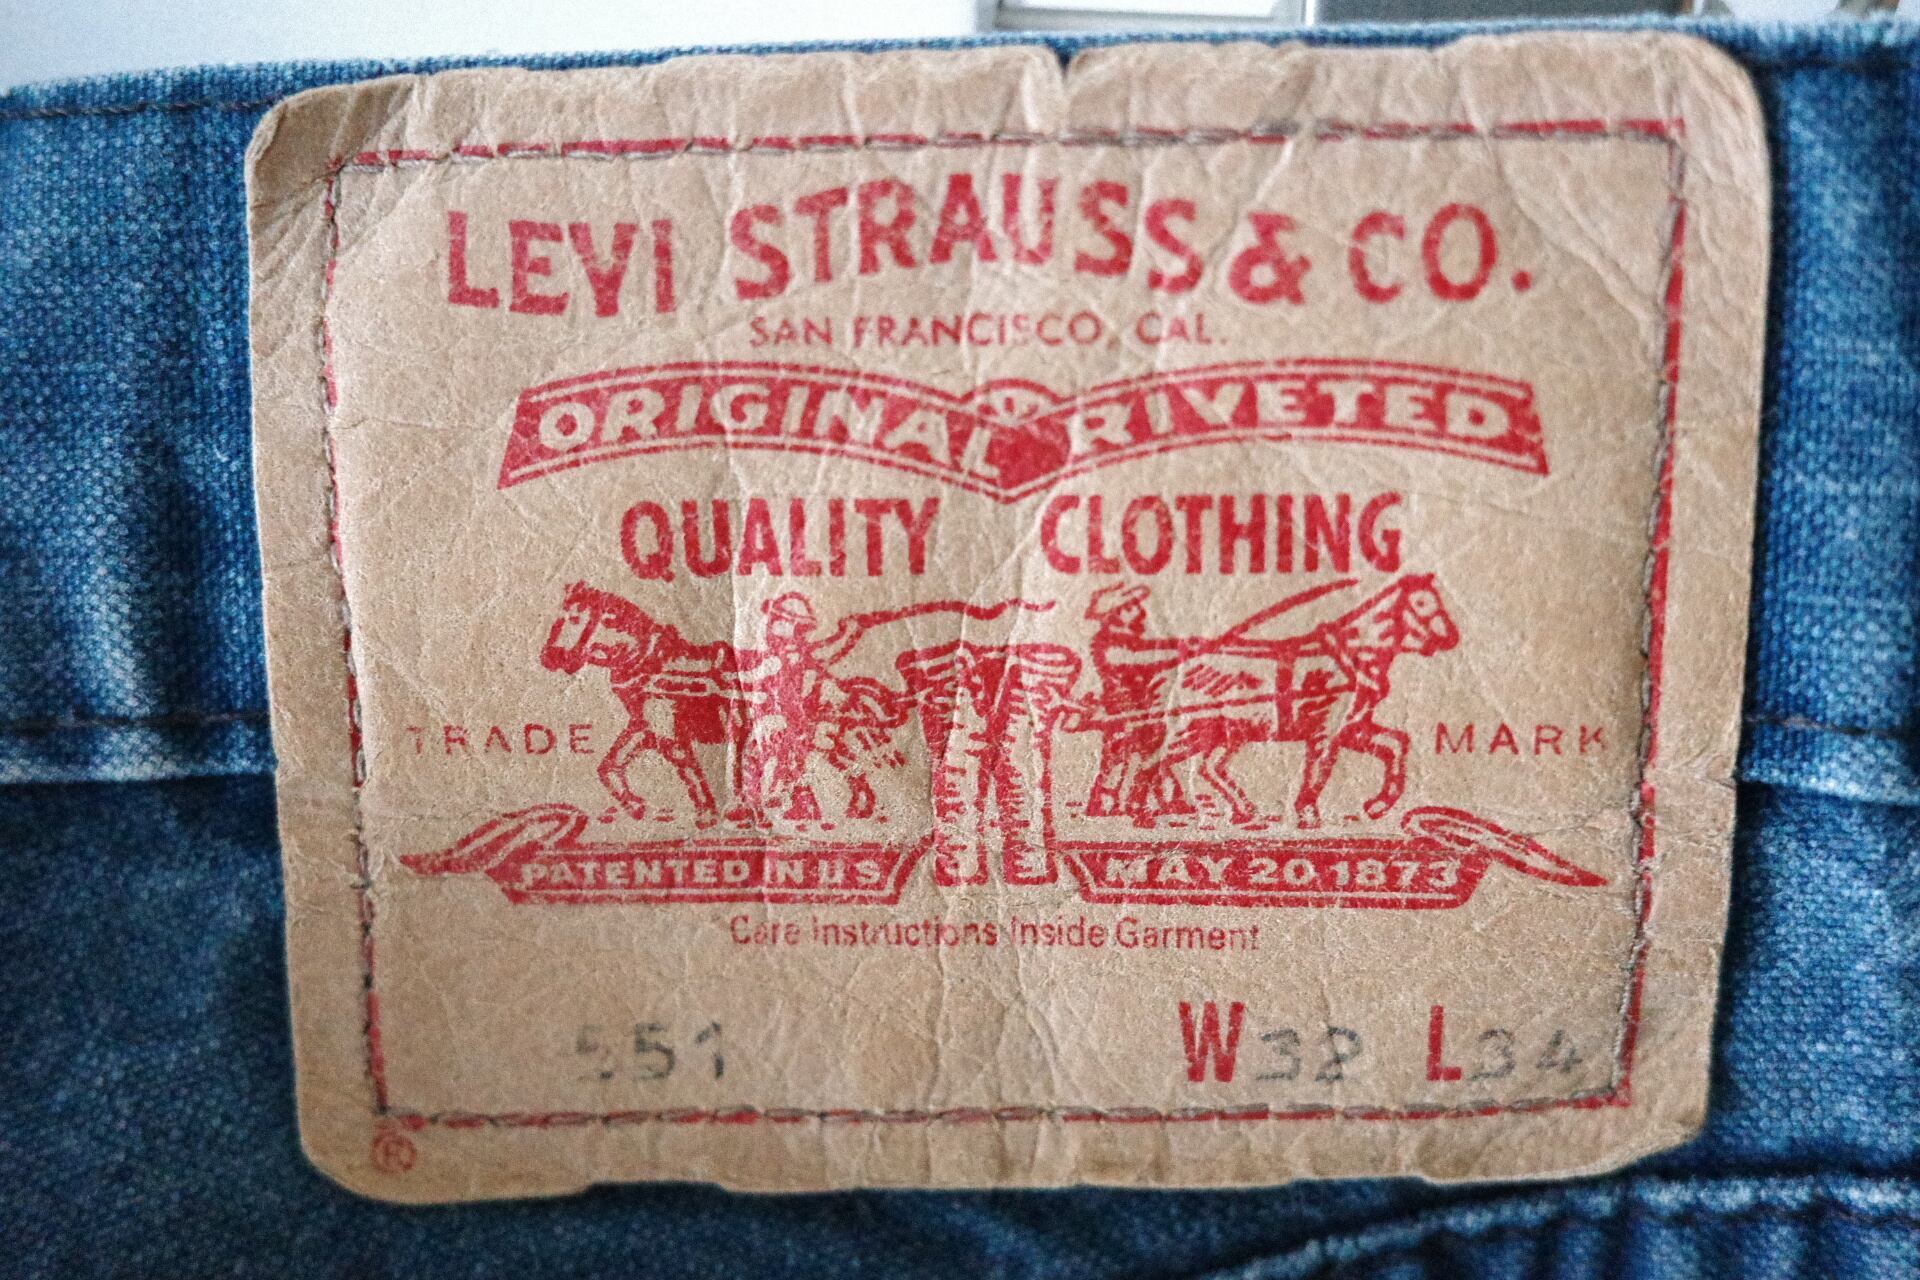 LEVI STRAUSS & CO.
SAN FRANCISCO, CAL.
ORIGINAL RIVETED
QUALITY CLOTHING
TRADE MARK
PATENTED IN U S MAY 20 1873
Care Instructions Inside Garment
551 W32 L34
®